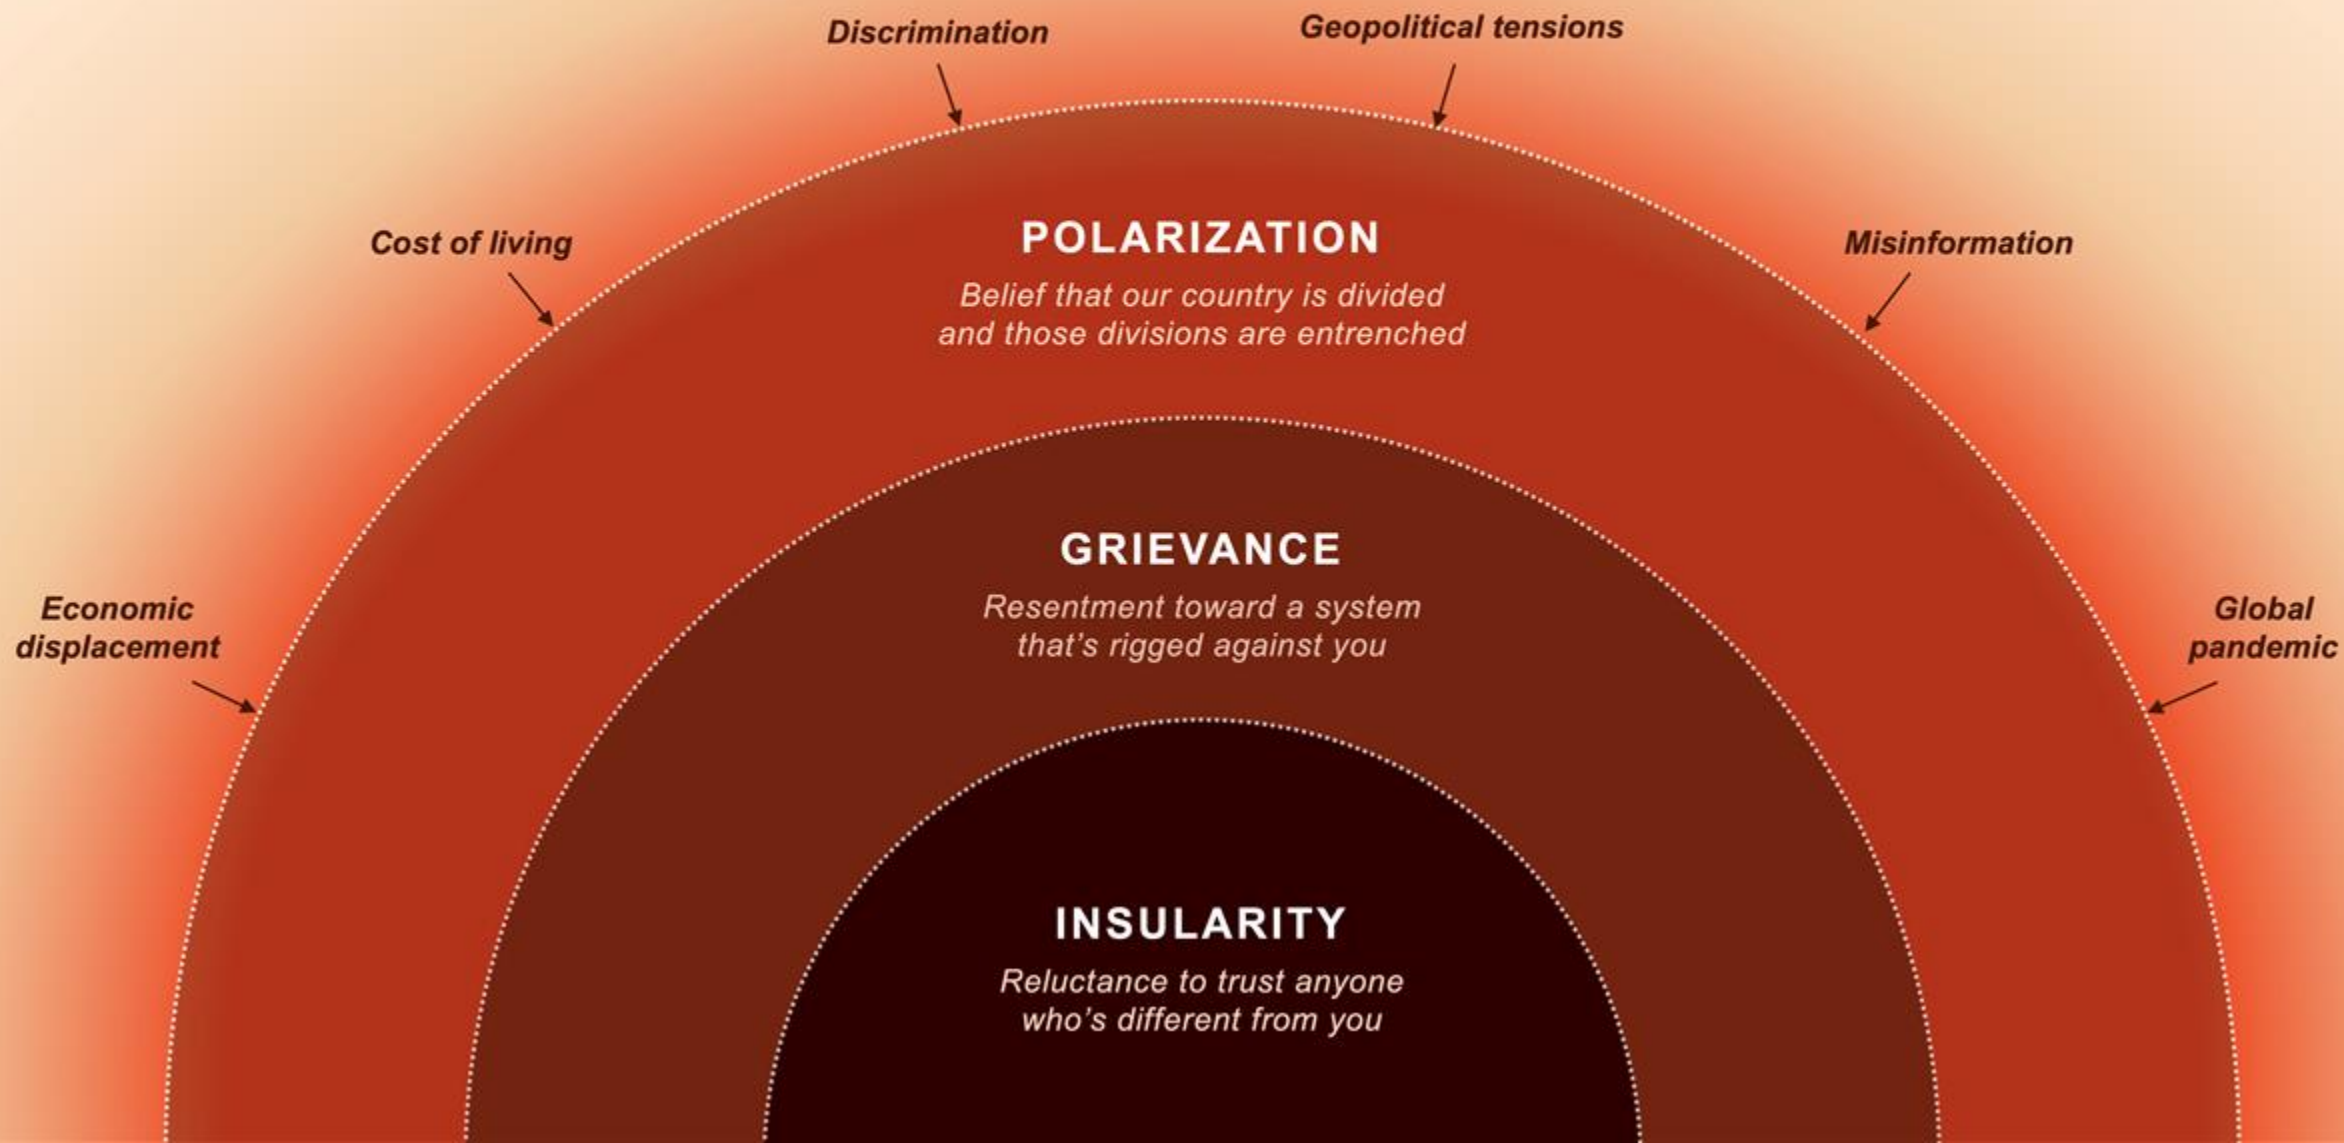 Discrimination
Geopolitical tensions
Cost of living
Misinformation
POLARIZATION
Belief that our country is divided
and those divisions are entrenched
GRIEVANCE
Resentment toward a system
that's rigged against you
Economic
displacement
Global
pandemic
INSULARITY
Reluctance to trust anyone
who's different from you